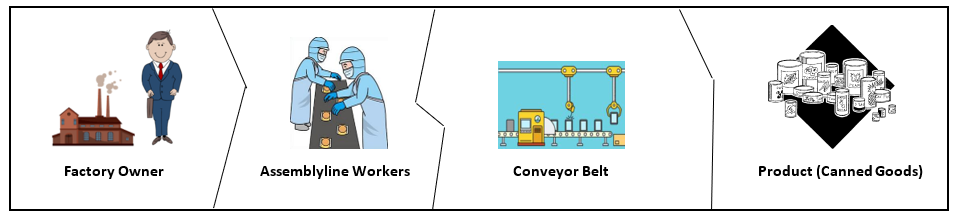 Factory Owner
Assemblyline Workers
Conveyor Belt
Product (Canned Goods)